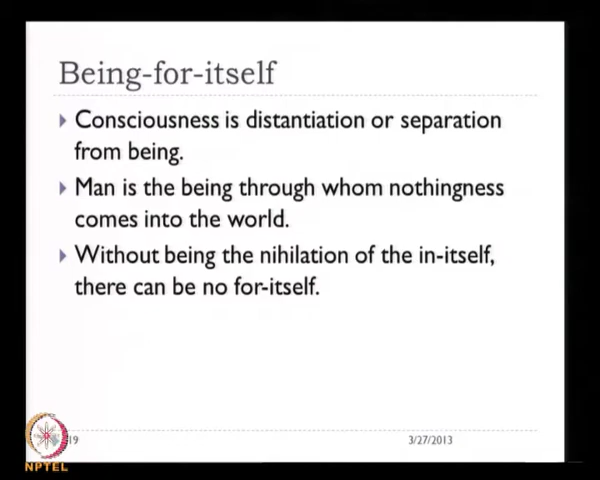 Being-for-itself
Consciousness is distantiation or separation
from being.
Man is the being through whom nothingness
comes into the world.
Without being the nihilation of the in-itself,
there can be no for-itself.
19
3/27/2013
NPTEL